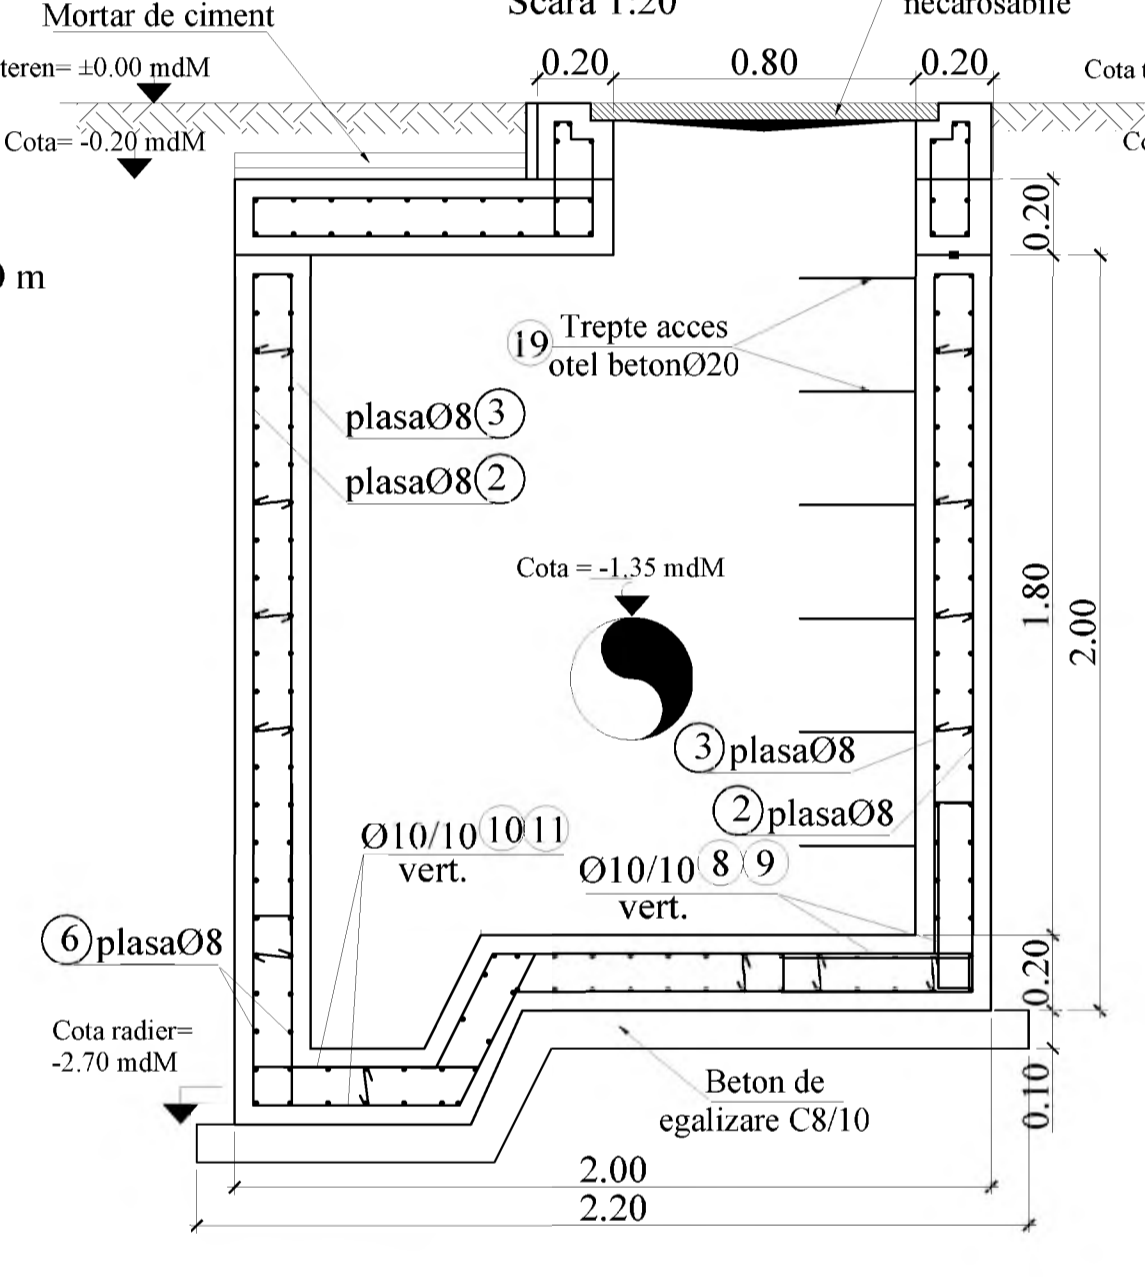 Mortar de ciment
Scara 1:20
necarosabile
teren= ±0.00 mdM
0.20
0.80
0.20
Cota t
Cota= -0.20 mdM
Co
0.20
0 m
19 Trepte acces
otel betonØ20
plasaØ8 3
plasaØ8 2
Cota = -1.35 mdM
1.80
2.00
3 plasaØ8
2 plasaØ8
Ø10/10 10 11
vert.
Ø10/10 8 9
vert.
6 plasaØ8
0.20
Cota radier=
-2.70 mdM
Beton de
egalizare C8/10
0.10
2.00
2.20